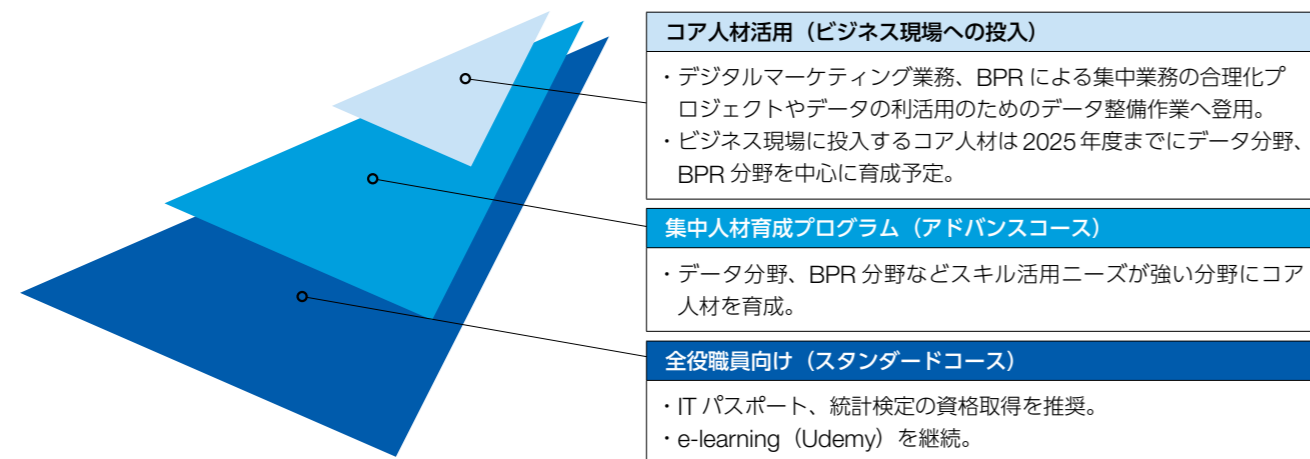 コア人材活用（ビジネス現場への投入）
・デジタルマーケティング業務、BPR による集中業務の合理化プ
ロジェクトやデータの利活用のためのデータ整備作業へ登用。
・ビジネス現場に投入するコア人材は 2025 年度までにデータ分野、
BPR 分野を中心に育成予定。
集中人材育成プログラム（アドバンスコース）
・データ分野、BPR 分野などスキル活用ニーズが強い分野にコア
人材を育成。
全役職員向け（スタンダードコース）
・IT パスポート、統計検定の資格取得を推奨。
・e-learning（Udemy）を継続。